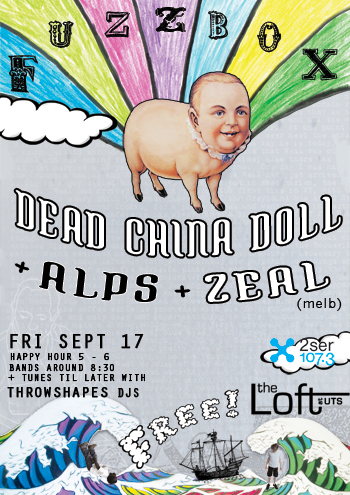 FUZZBOX
DEAD CHINA DOLL
+ ALPS + ZEAL
(melb)
FRI SEPT 17
HAPPY HOUR 5 - 6
BANDS AROUND 8:30
+ TUNES TIL LATER WITH
THROWSHAPES DJS
2ser
107.3
the
Loft at UTS
FREE!